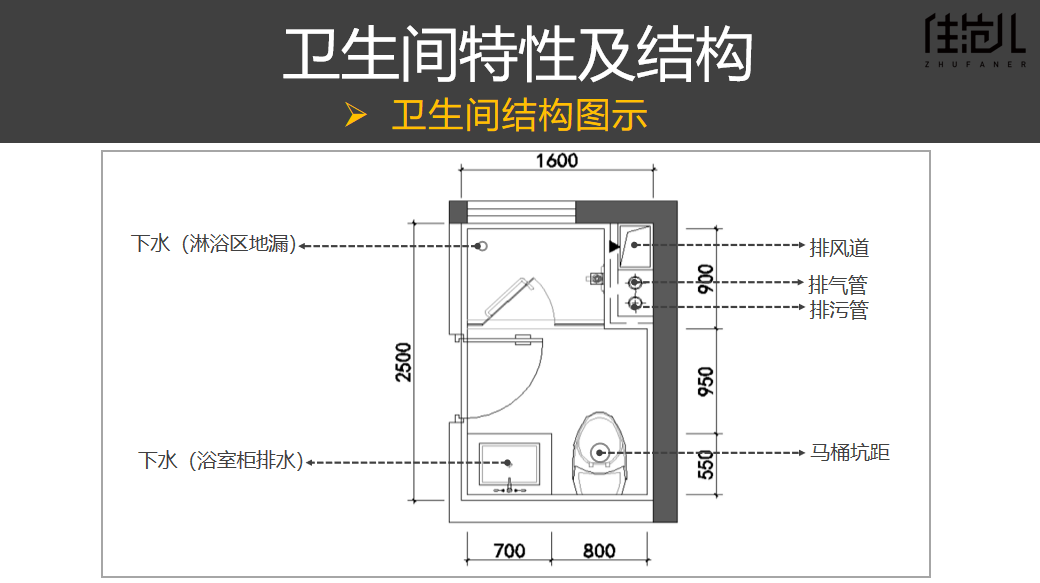 卫生间特性及结构
住范儿
ZHUFANER
卫生间结构图示
1600
下水（淋浴区地漏）
排风道
900
排气管
排污管
2500
950
下水（浴室柜排水）
马桶坑距
550
700
800